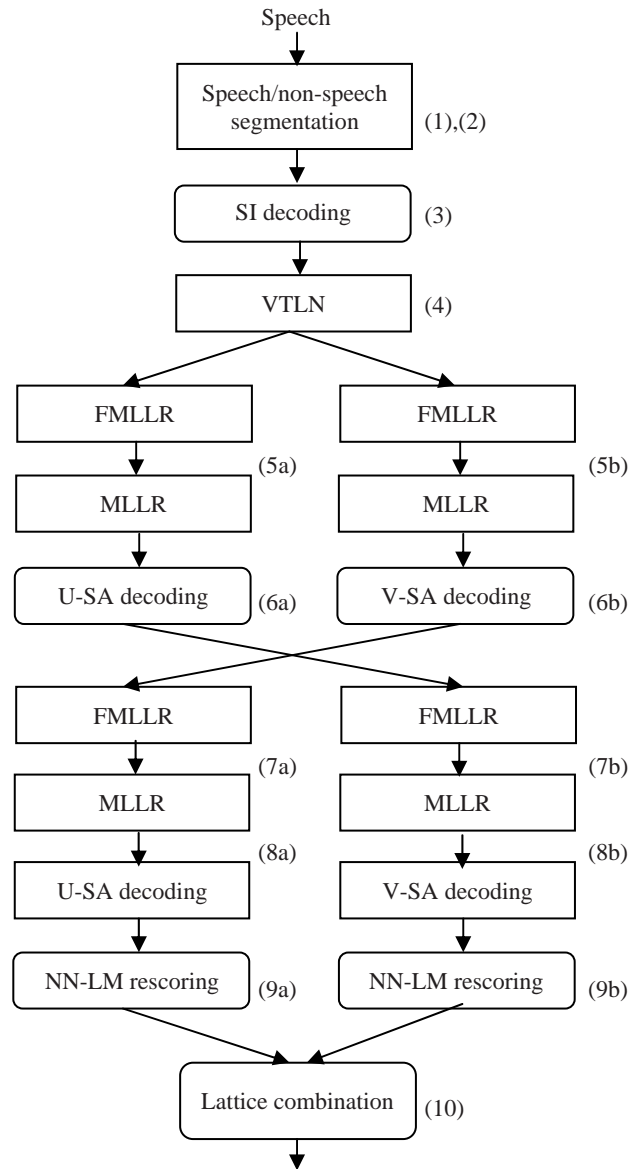 Speech
Speech/non-speech
segmentation
(1),(2)
SI decoding
(3)
VTLN
(4)
FMLLR
FMLLR
(5a)
(5b)
MLLR
MLLR
U-SA decoding
(6a)
V-SA decoding
(6b)
FMLLR
FMLLR
(7a)
(7b)
MLLR
MLLR
(8a)
(8b)
U-SA decoding
V-SA decoding
NN-LM rescoring
(9a)
NN-LM rescoring
(9b)
Lattice combination
(10)